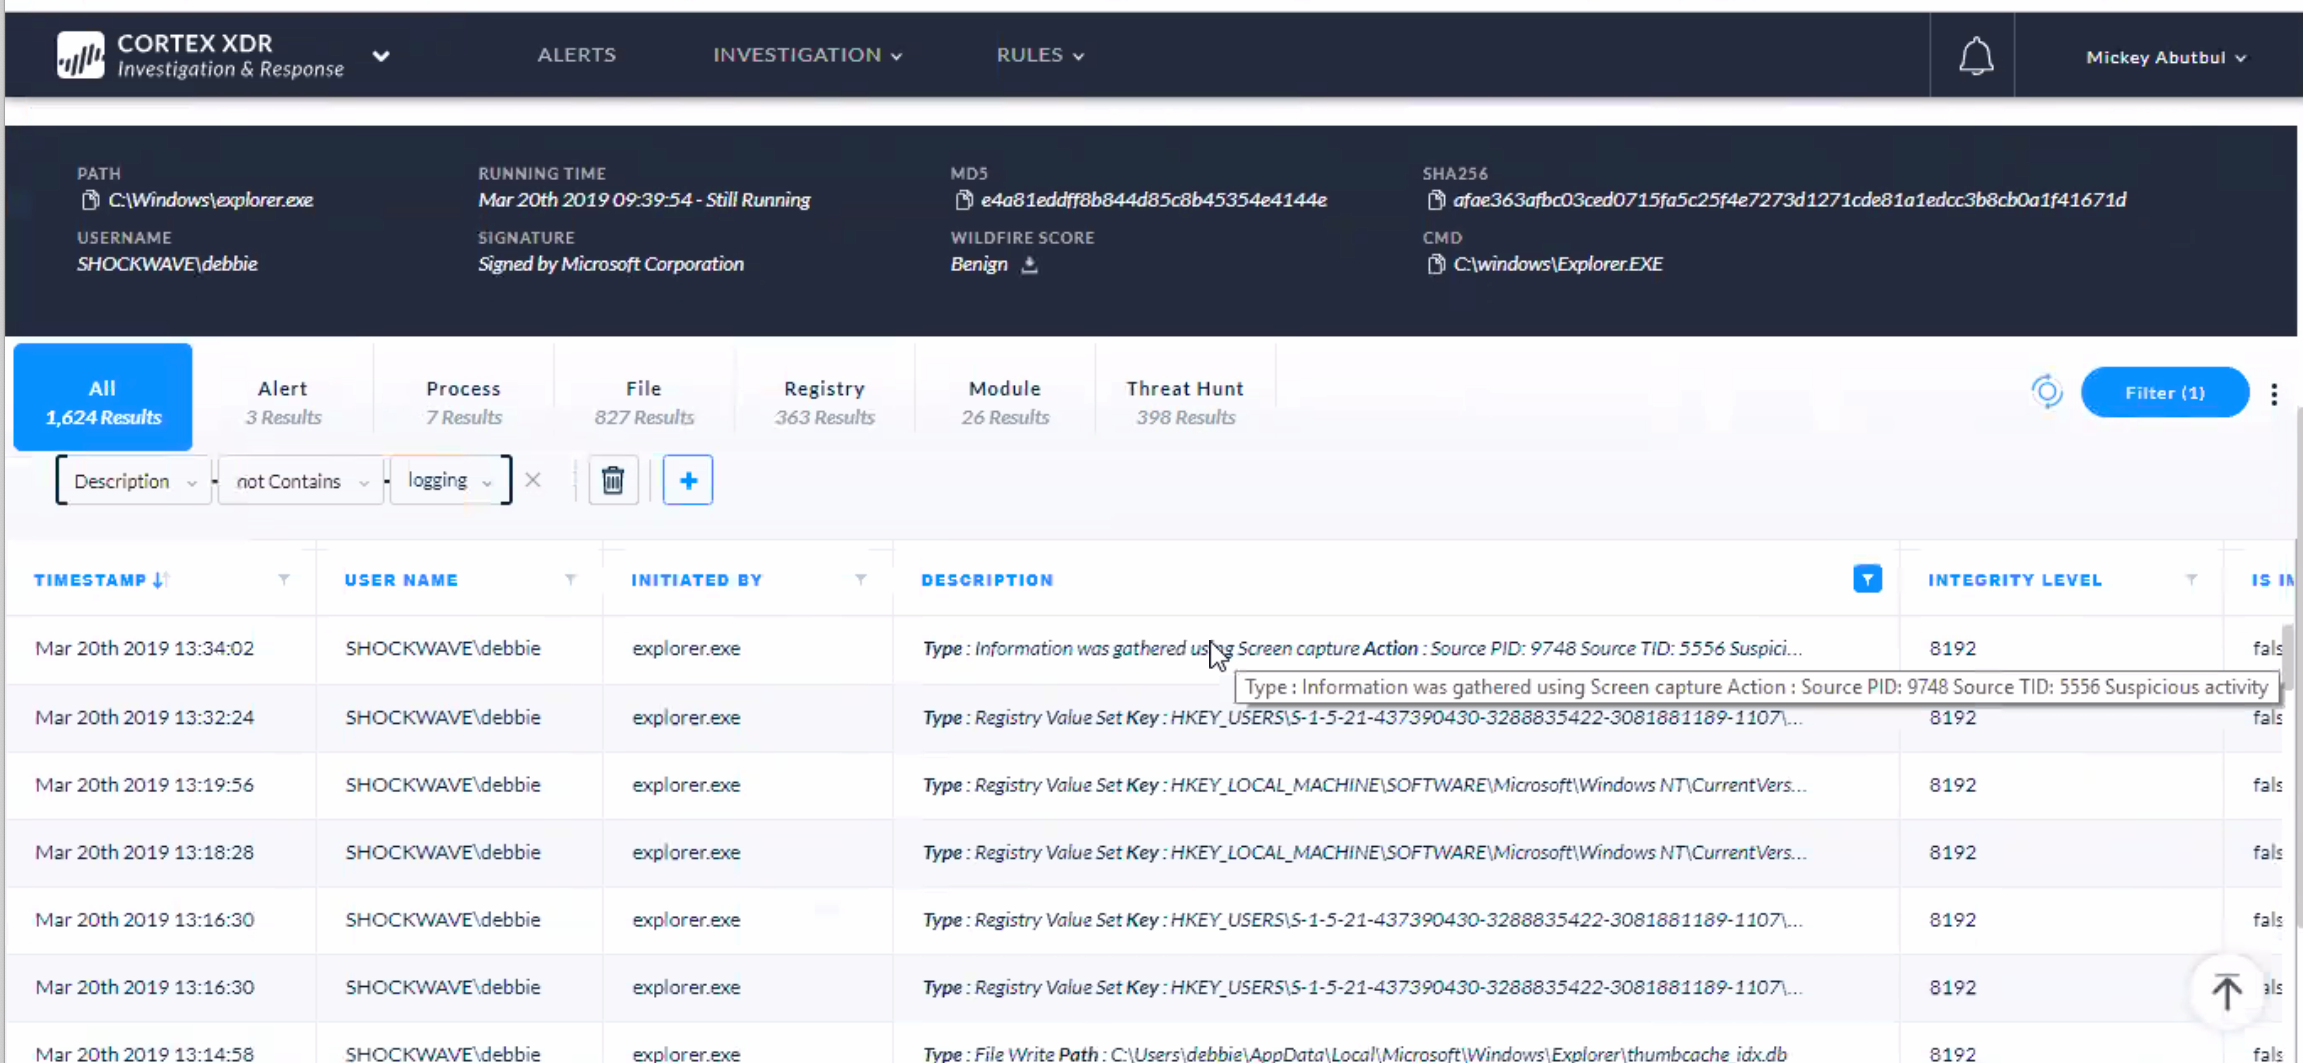 CORTEX XDR
Investigation & Response
ALERTS INVESTIGATION RULES Mickey Abutbul
PATH RUNNING TIME MD5 SHA256
C:\Windows\explorer.exe Mar 20th 2019 09:39:54 - Still Running e4a81eddff8b844d85c8b45354e4144e afae363afbc03ced0715fa5c25f4e7273d1271cde81a1edcc3b8cb0a1f41671d
USERNAME SIGNATURE WILDFIRE SCORE CMD
SHOCKWAVE\debbie Signed by Microsoft Corporation Benign C:\windows\Explorer.EXE
All Alert Process File Registry Module Threat Hunt Filter (1)
1,624 Results 3 Results 7 Results 827 Results 363 Results 26 Results 398 Results
Description not Contains logging
TIMESTAMP USER NAME INITIATED BY DESCRIPTION INTEGRITY LEVEL IS IM
Mar 20th 2019 13:34:02 SHOCKWAVE\debbie explorer.exe Type : Information was gathered using Screen capture Action : Source PID: 9748 Source TID: 5556 Suspici... 8192 fals
Type : Information was gathered using Screen capture Action : Source PID: 9748 Source TID: 5556 Suspicious activity
Mar 20th 2019 13:32:24 SHOCKWAVE\debbie explorer.exe Type : Registry Value Set Key : HKEY_USERS\S-1-5-21-437390430-3288835422-3081881189-1107\... 8192 fals
Mar 20th 2019 13:19:56 SHOCKWAVE\debbie explorer.exe Type : Registry Value Set Key : HKEY_LOCAL_MACHINE\SOFTWARE\Microsoft\Windows NT\CurrentVers... 8192 fals
Mar 20th 2019 13:18:28 SHOCKWAVE\debbie explorer.exe Type : Registry Value Set Key : HKEY_LOCAL_MACHINE\SOFTWARE\Microsoft\Windows NT\CurrentVers... 8192 fals
Mar 20th 2019 13:16:30 SHOCKWAVE\debbie explorer.exe Type : Registry Value Set Key : HKEY_USERS\S-1-5-21-437390430-3288835422-3081881189-1107\... 8192 fals
Mar 20th 2019 13:16:30 SHOCKWAVE\debbie explorer.exe Type : Registry Value Set Key : HKEY_USERS\S-1-5-21-437390430-3288835422-3081881189-1107\... 8192 als
Mar 20th 2019 13:14:58 SHOCKWAVE\debbie explorer.exe Type : File Write Path : C:\Users\debbie\AppData\Local\Microsoft\Windows\Explorer\thumbcache_idx.db 8192 fals